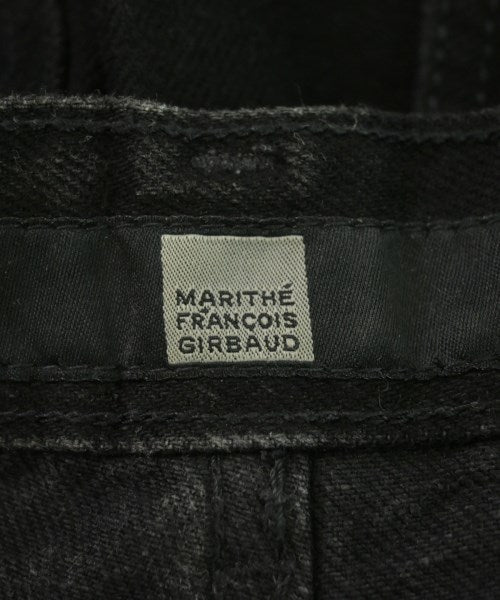 MARITHÉ
+ FRANÇOIS
GIRBAUD